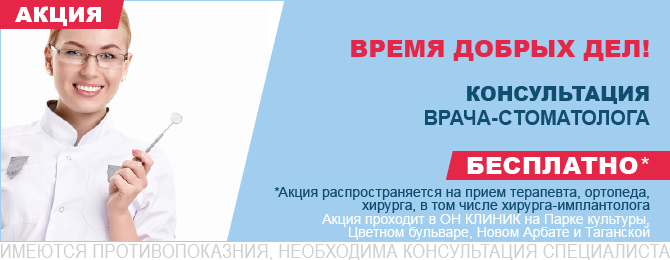 АКЦИЯ
ВРЕМЯ ДОБРЫХ ДЕЛ!
КОНСУЛЬТАЦИЯ
ВРАЧА-СТОМАТОЛОГА
БЕСПЛАТНО*
*Акция распространяется на прием терапевта, ортопеда,
хирурга, в том числе хирурга-имплантолога
Акция проходит в ОН КЛИНИК на Парке культуры,
Цветном бульваре, Новом Арбате и Таганской
ИМЕЮТСЯ ПРОТИВОПОКАЗНИЯ, НЕОБХОДИМА КОНСУЛЬТАЦИЯ СПЕЦИАЛИСТА